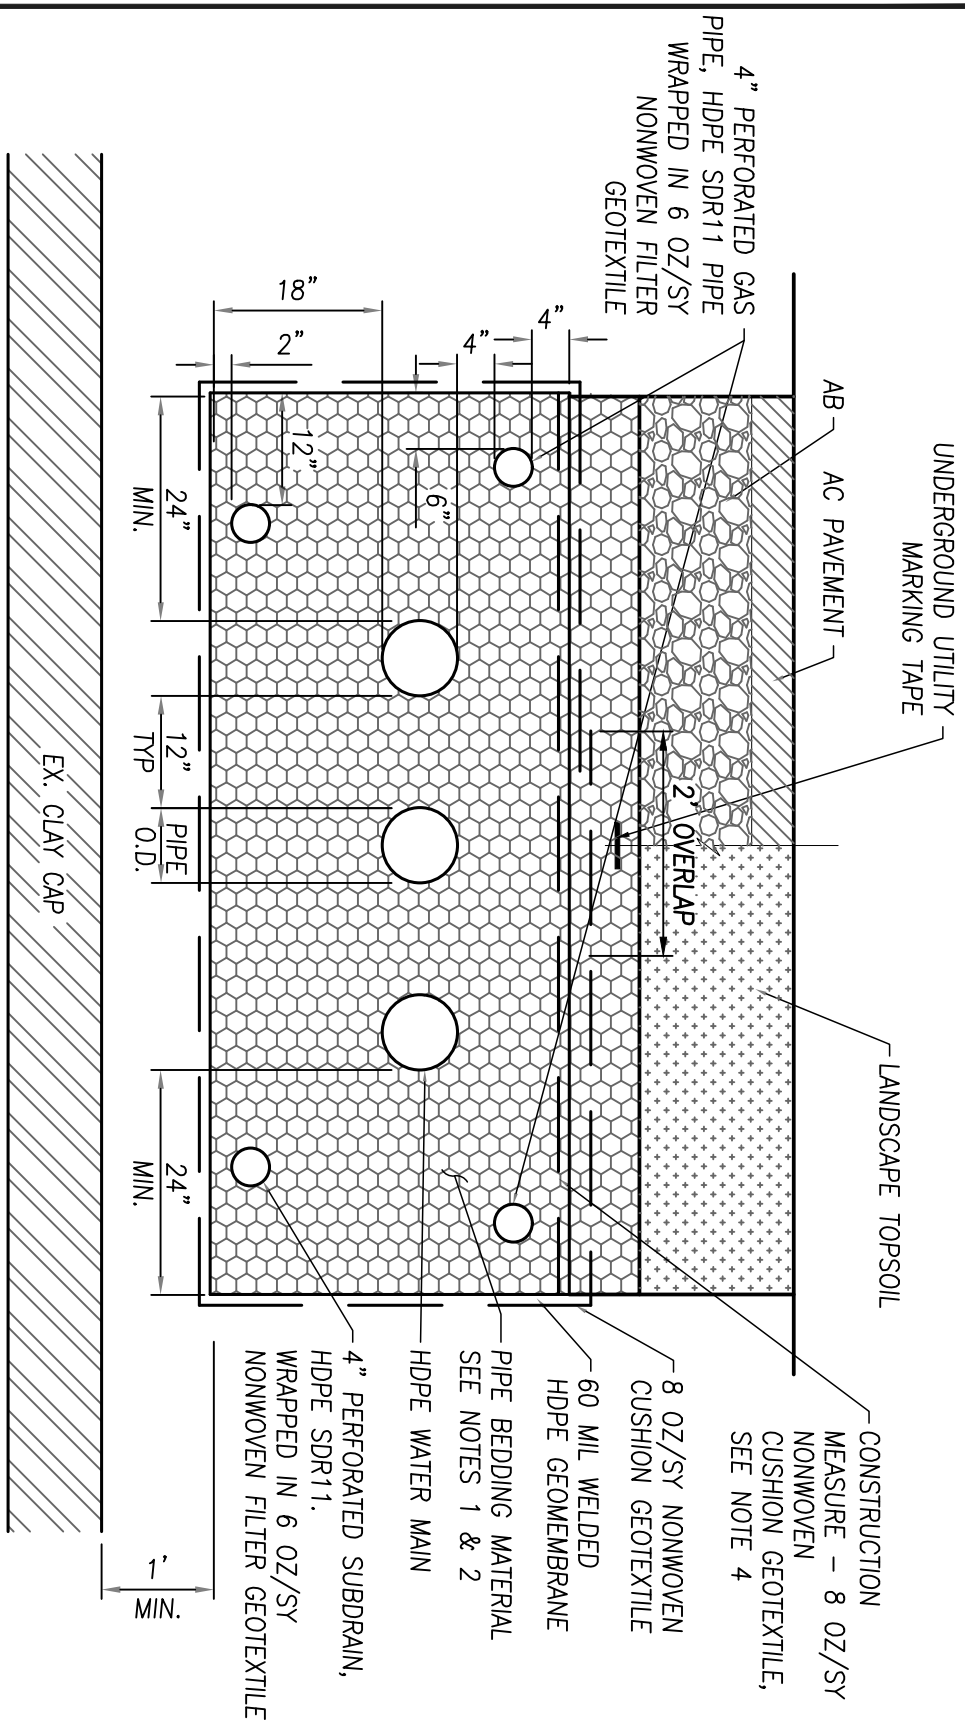 4" PERFORATED GAS
PIPE, HDPE SDR11 PIPE
WRAPPED IN 6 OZ/SY
NONWOVEN FILTER
GEOTEXTILE
AB
AC PAVEMENT
UNDERGROUND UTILITY
MARKING TAPE
LANDSCAPE TOPSOIL
CONSTRUCTION
MEASURE - 8 OZ/SY
NONWOVEN
CUSHION GEOTEXTILE,
SEE NOTE 4
8 OZ/SY NONWOVEN
CUSHION GEOTEXTILE
60 MIL WELDED
HDPE GEOMEMBRANE
PIPE BEDDING MATERIAL
SEE NOTES 1 & 2
HDPE WATER MAIN
4" PERFORATED SUBDRAIN,
HDPE SDR11.
WRAPPED IN 6 OZ/SY
NONWOVEN FILTER GEOTEXTILE
2' OVERLAP
4"
4"
6"
18"
2"
12"
24"
MIN.
12"
TYP
PIPE
O.D.
24"
MIN.
1'
MIN.
EX. CLAY CAP